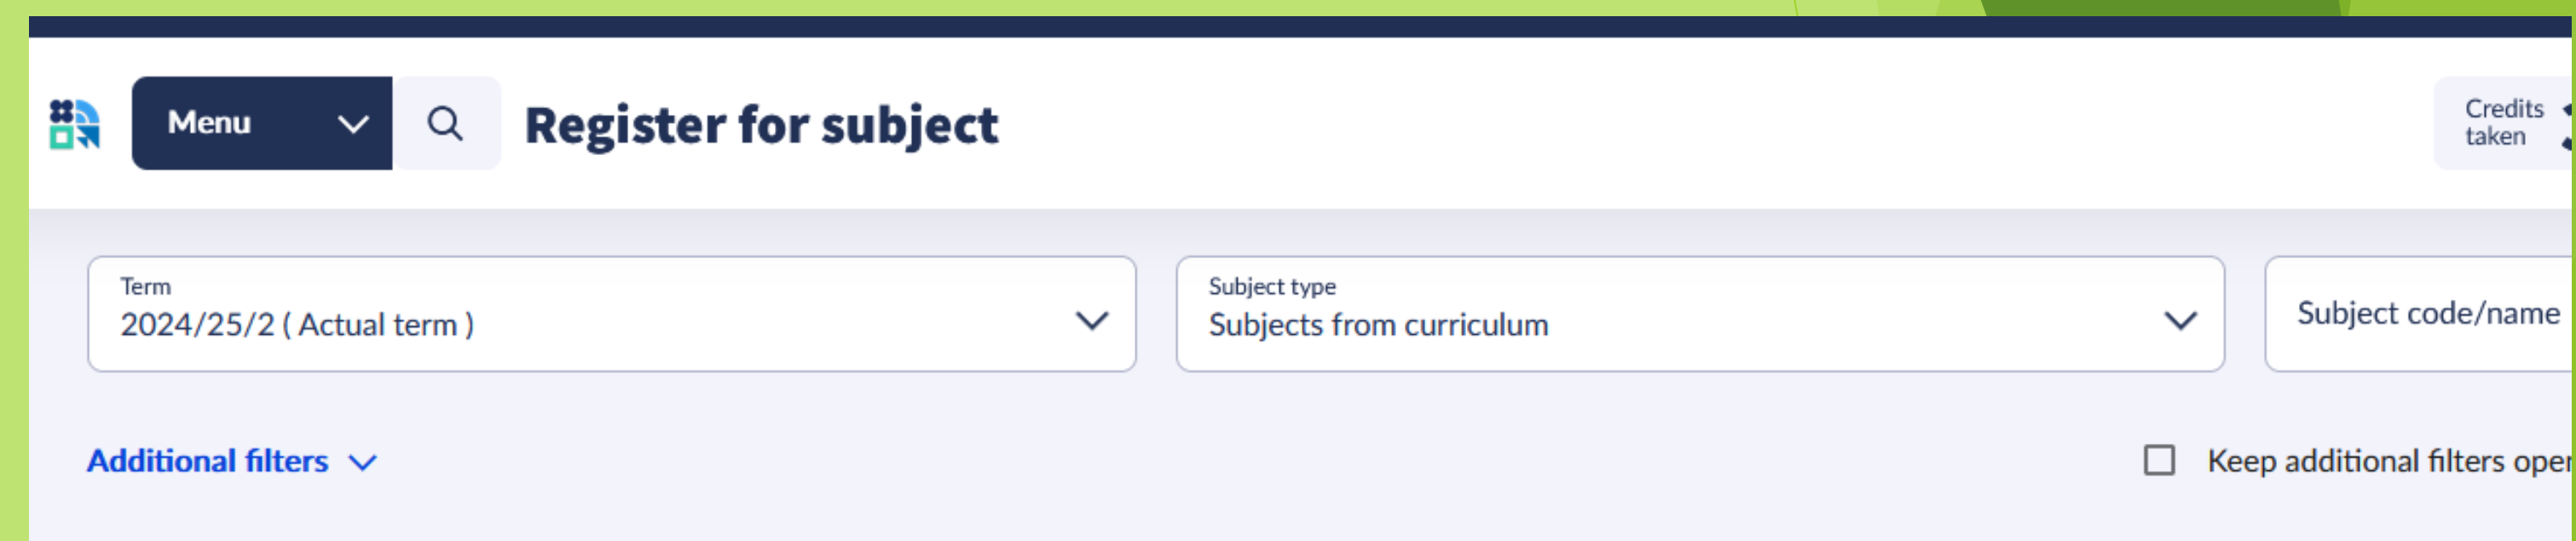 Menu
Register for subject
Credits
taken
Term
2024/25/2 ( Actual term )
Subject type
Subjects from curriculum
Subject code/name
Additional filters
Keep additional filters